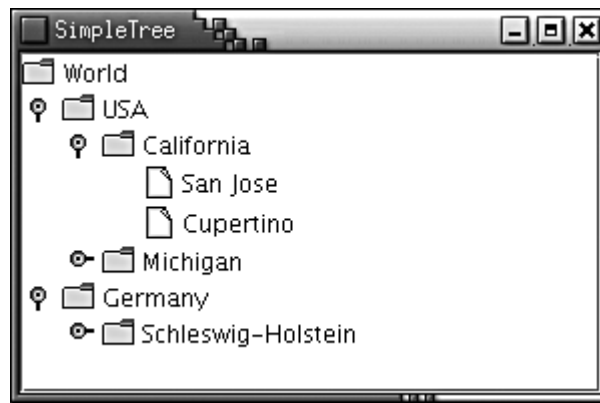 SimpleTree
World
USA
California
San Jose
Cupertino
Michigan
Germany
Schleswig-Holstein